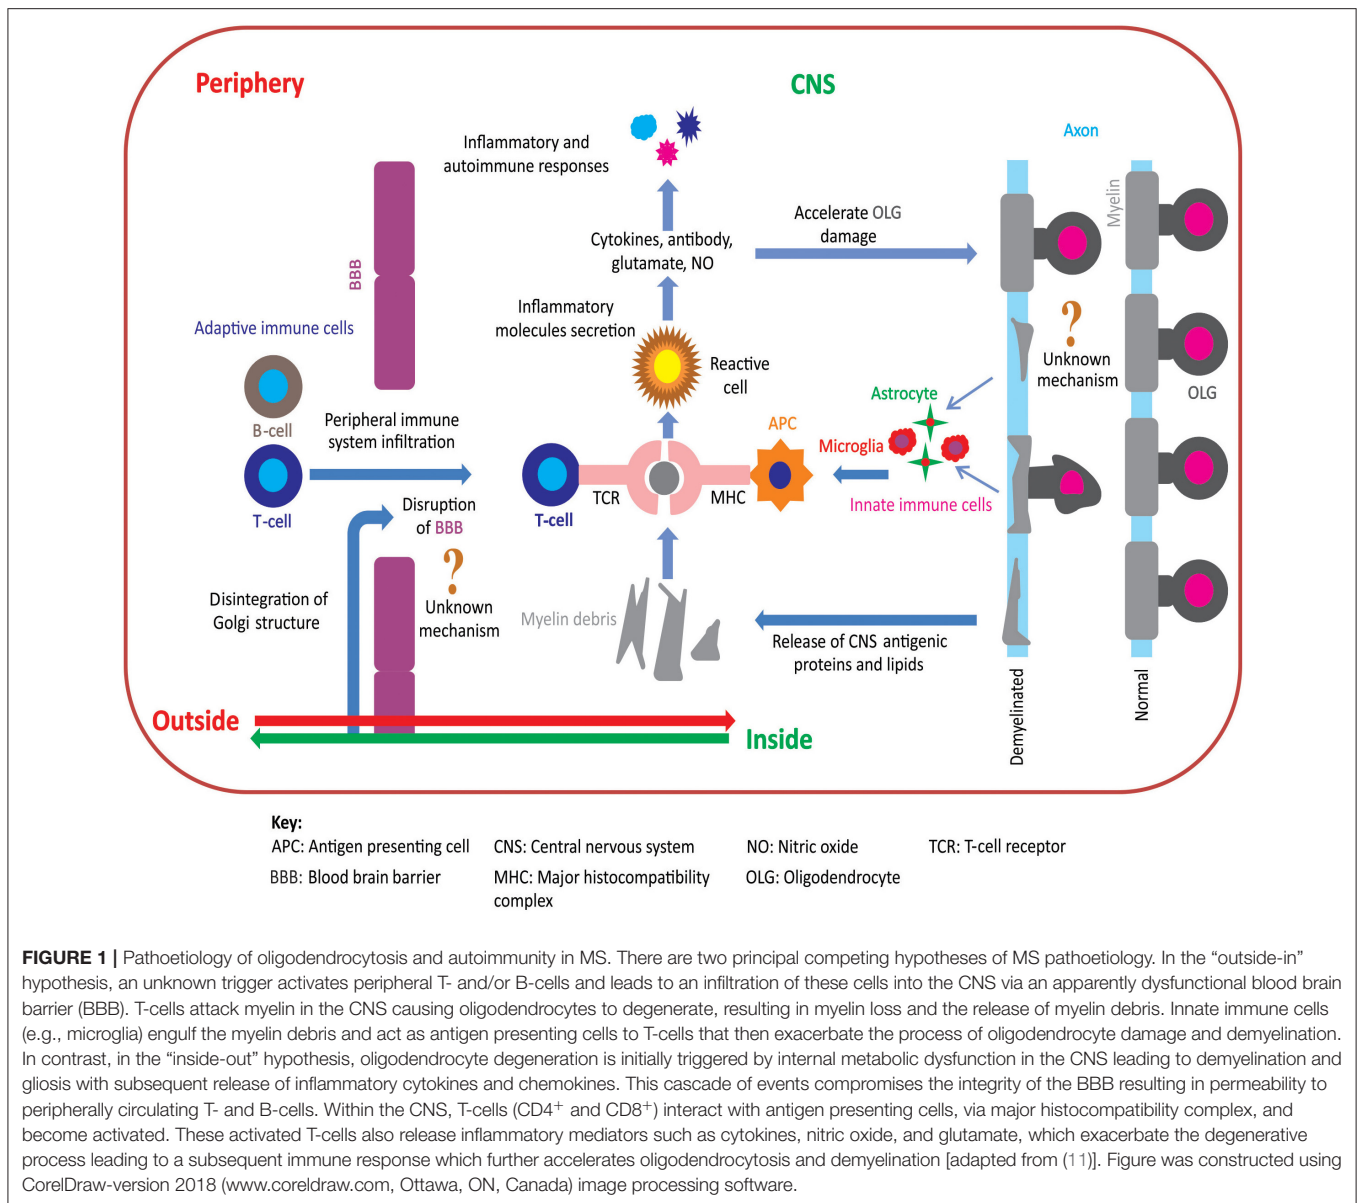 Periphery
CNS
Axon
Inflammatory and
autoimmune responses
Myelin
Accelerate OLG
damage
Cytokines, antibody,
glutamate, NO
BBB
Inflammatory
molecules secretion
Adaptive immune cells
Reactive
cell
?
Unknown
mechanism
OLG
Astrocyte
B-cell
Peripheral immune
system infiltration
APC
Microglia
TCR
MHC
Innate immune cells
T-cell
T-cell
Disruption
of BBB
?
Unknown
mechanism
Disintegration of
Golgi structure
Myelin debris
Release of CNS antigenic
proteins and lipids
Demyelinated
Normal
Outside
Inside
Key:
APC: Antigen presenting cell
CNS: Central nervous system
NO: Nitric oxide
TCR: T-cell receptor
BBB: Blood brain barrier
MHC: Major histocompatibility
complex
OLG: Oligodendrocyte
FIGURE 1 | Pathoetiology of oligodendrocytosis and autoimmunity in MS. There are two principal competing hypotheses of MS pathoetiology. In the “outside-in”
hypothesis, an unknown trigger activates peripheral T- and/or B-cells and leads to an infiltration of these cells into the CNS via an apparently dysfunctional blood brain
barrier (BBB). T-cells attack myelin in the CNS causing oligodendrocytes to degenerate, resulting in myelin loss and the release of myelin debris. Innate immune cells
(e.g., microglia) engulf the myelin debris and act as antigen presenting cells to T-cells that then exacerbate the process of oligodendrocyte damage and demyelination.
In contrast, in the “inside-out” hypothesis, oligodendrocyte degeneration is initially triggered by internal metabolic dysfunction in the CNS leading to demyelination and
gliosis with subsequent release of inflammatory cytokines and chemokines. This cascade of events compromises the integrity of the BBB resulting in permeability to
peripherally circulating T- and B-cells. Within the CNS, T-cells (CD4⁺ and CD8⁺) interact with antigen presenting cells, via major histocompatibility complex, and
become activated. These activated T-cells also release inflammatory mediators such as cytokines, nitric oxide, and glutamate, which exacerbate the degenerative
process leading to a subsequent immune response which further accelerates oligodendrocytosis and demyelination [adapted from (11)]. Figure was constructed using
CorelDraw-version 2018 (www.coreldraw.com, Ottawa, ON, Canada) image processing software.